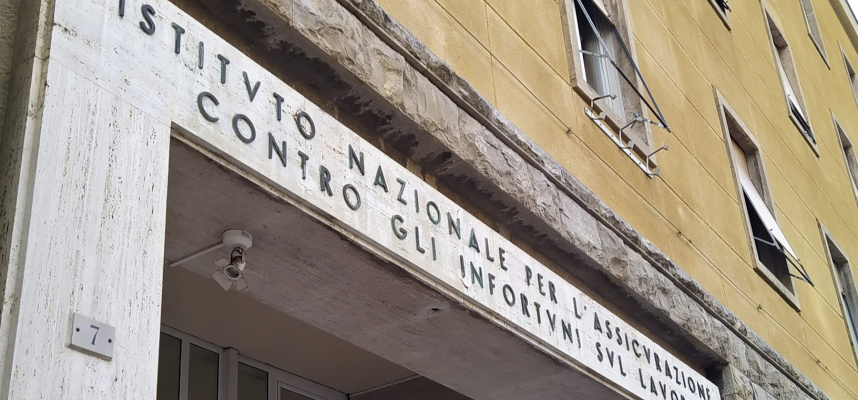 ISTITVTO NAZIONALE PER L'ASSICVRAZIONE
CONTRO GLI INFORTVNI SVL LAVORO
7